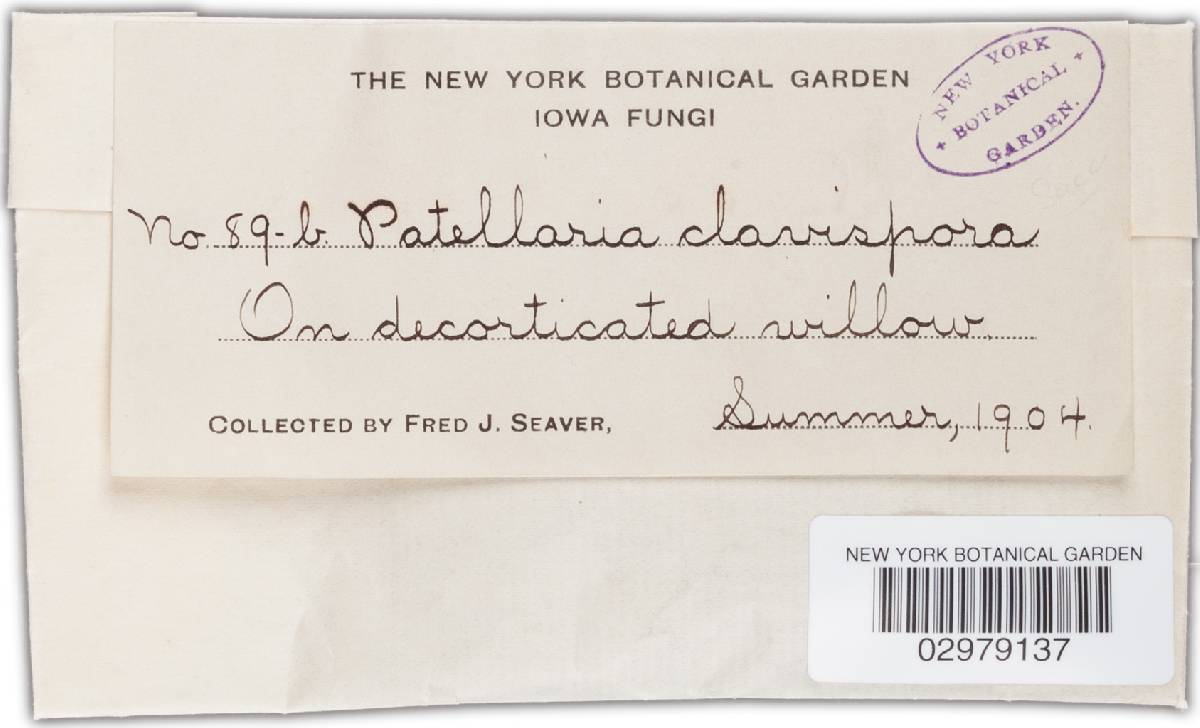 THE NEW YORK BOTANICAL GARDEN
IOWA FUNGI
NEW YORK
BOTANICAL
GARDEN.
No 89-b. Patellaria clavispora
On decorticated willow.
COLLECTED BY FRED J. SEAVER,
Summer, 1904.
NEW YORK BOTANICAL GARDEN
02979137